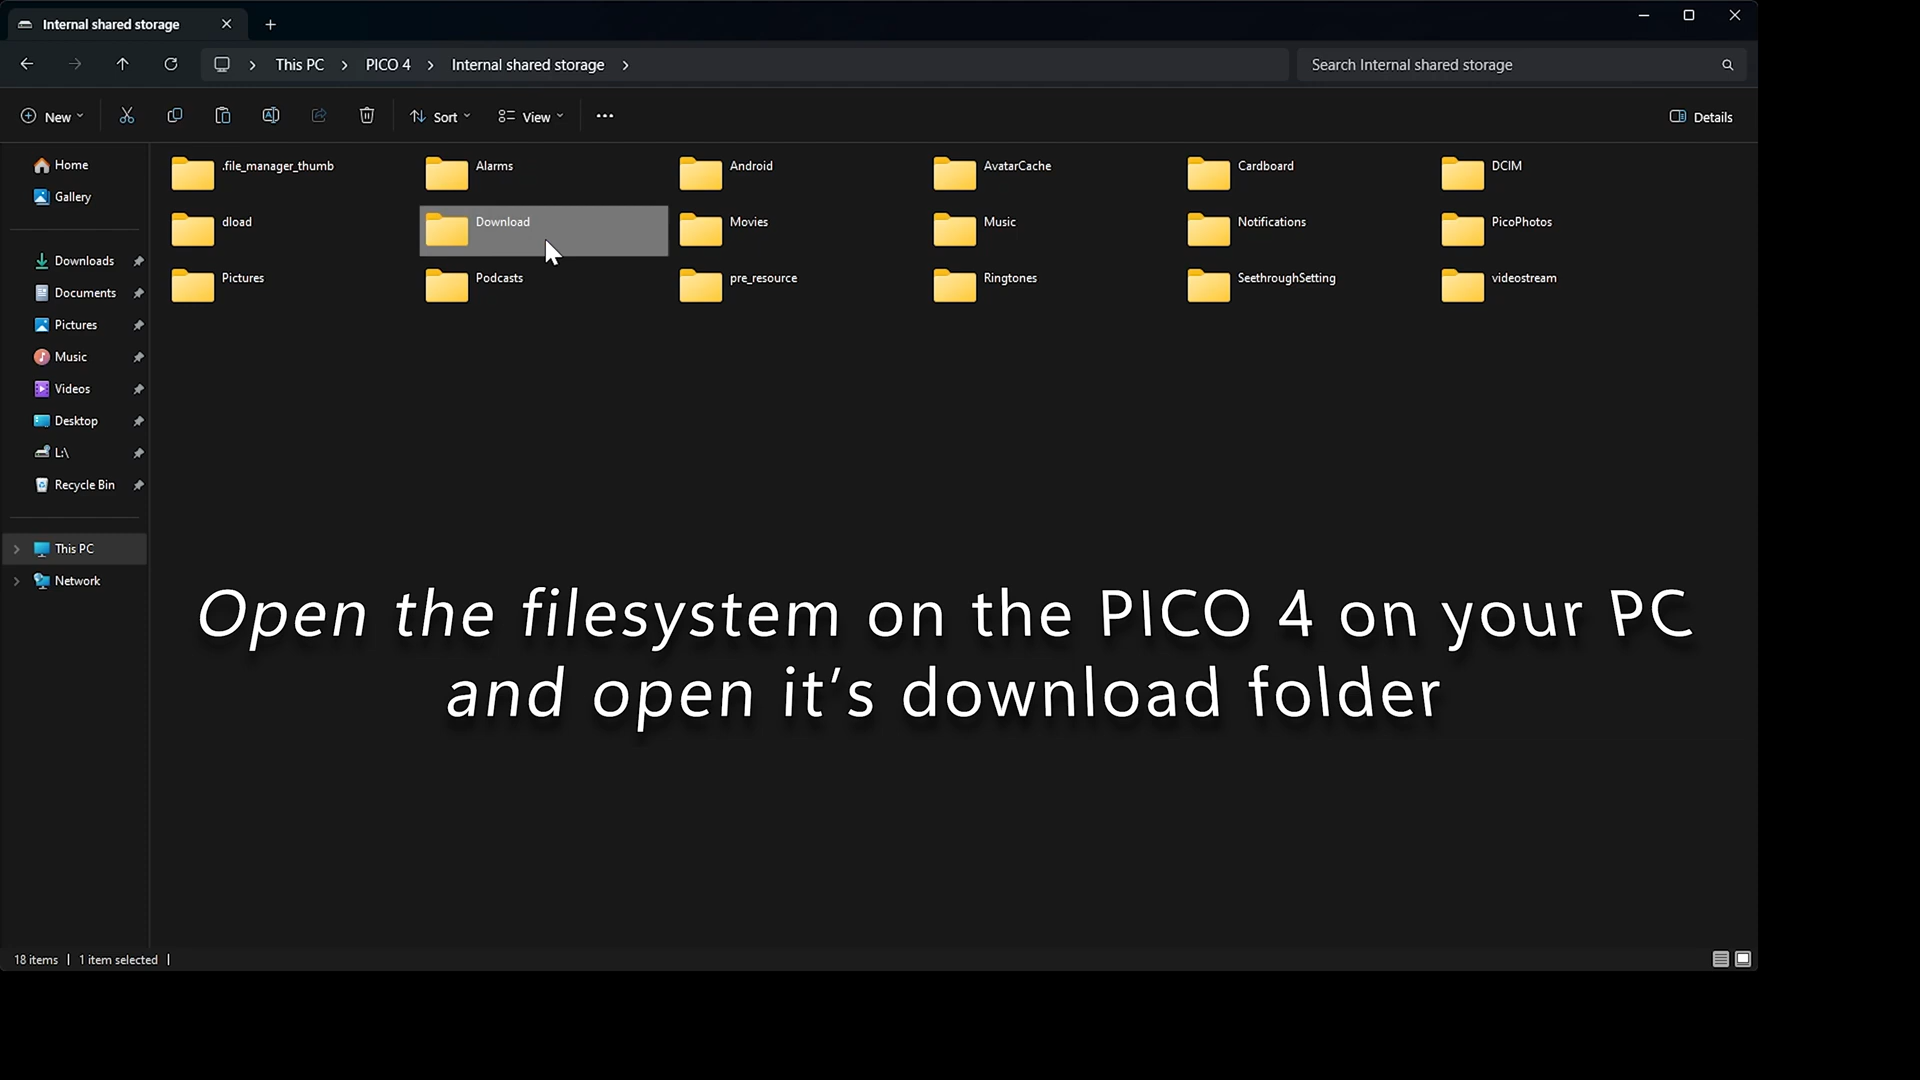 Internal shared storage
This PC > PICO 4 > Internal shared storage >
Search Internal shared storage
New
Sort
View
Details
Home
Gallery
Downloads
Documents
Pictures
Music
Videos
Desktop
L:\
Recycle Bin
This PC
Network
.file_manager_thumb Alarms Android AvatarCache Cardboard DCIM
dload Download Movies Music Notifications PicoPhotos
Pictures Podcasts pre_resource Ringtones SeethroughSetting videostream
Open the filesystem on the PICO 4 on your PC
and open it’s download folder
18 items | 1 item selected |